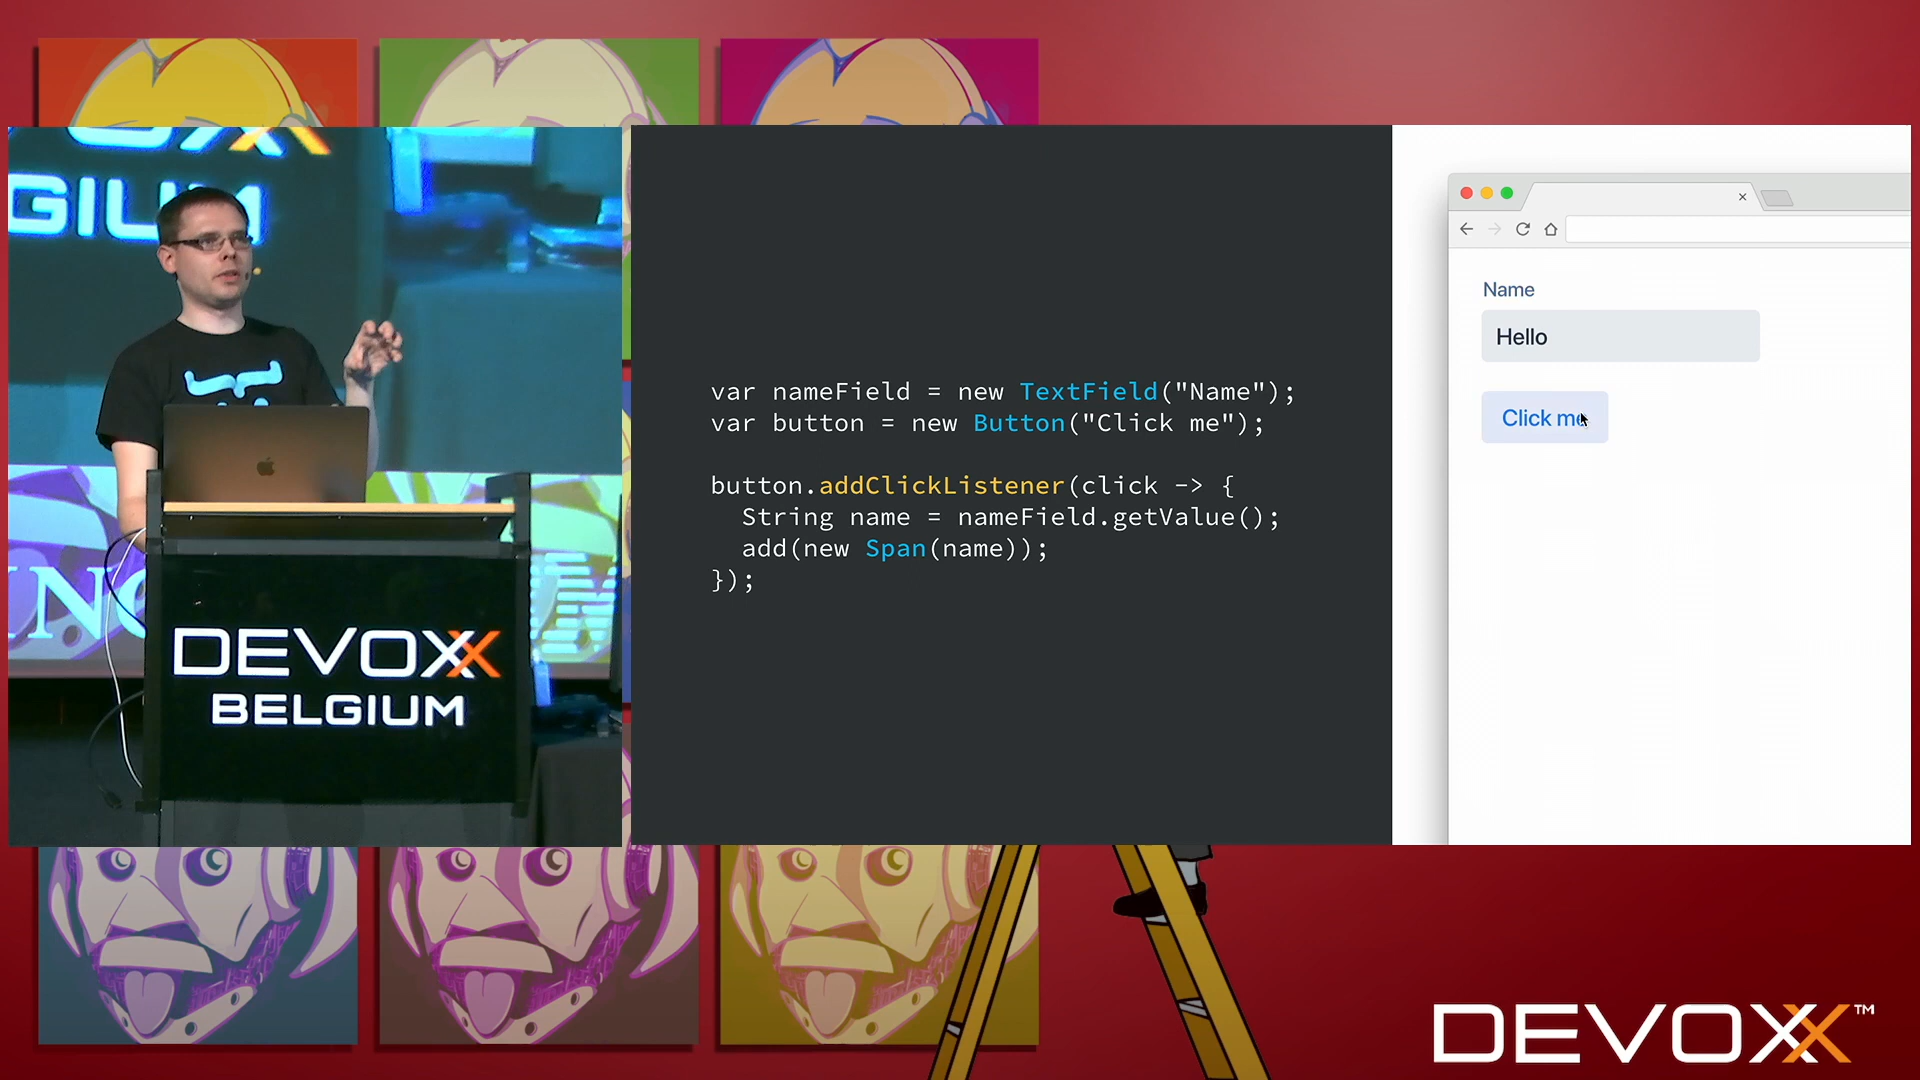 GIUM
DEVOXX
BELGIUM
var nameField = new TextField("Name");
var button = new Button("Click me");
button.addClickListener(click -> {
String name = nameField.getValue();
add(new Span(name));
});
Name
Hello
Click me
DEVOXX™